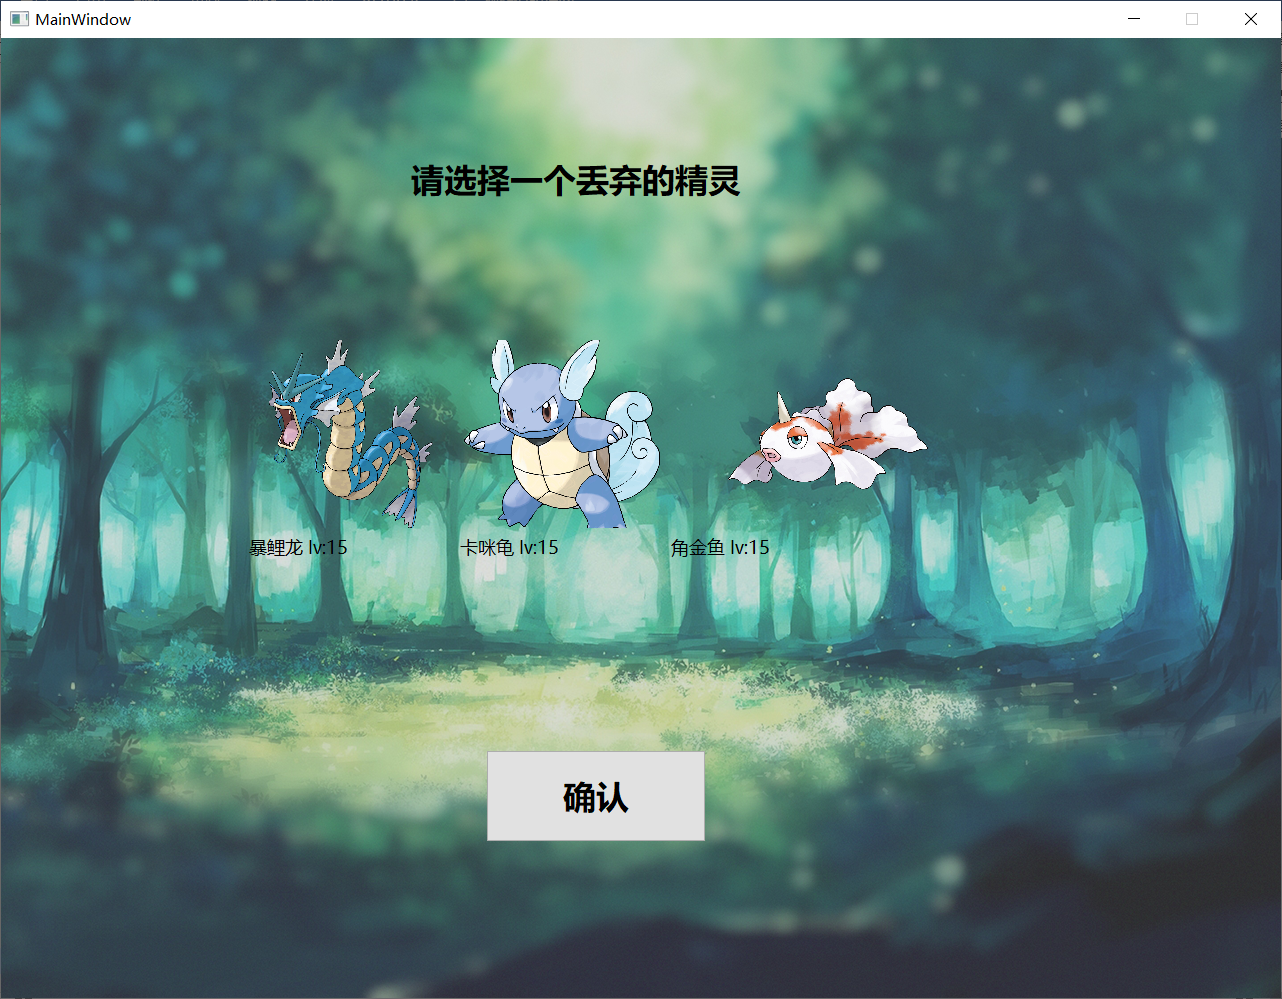 MainWindow
请选择一个丢弃的精灵
暴鲤龙 lv:15
卡咪龟 lv:15
角金鱼 lv:15
确认